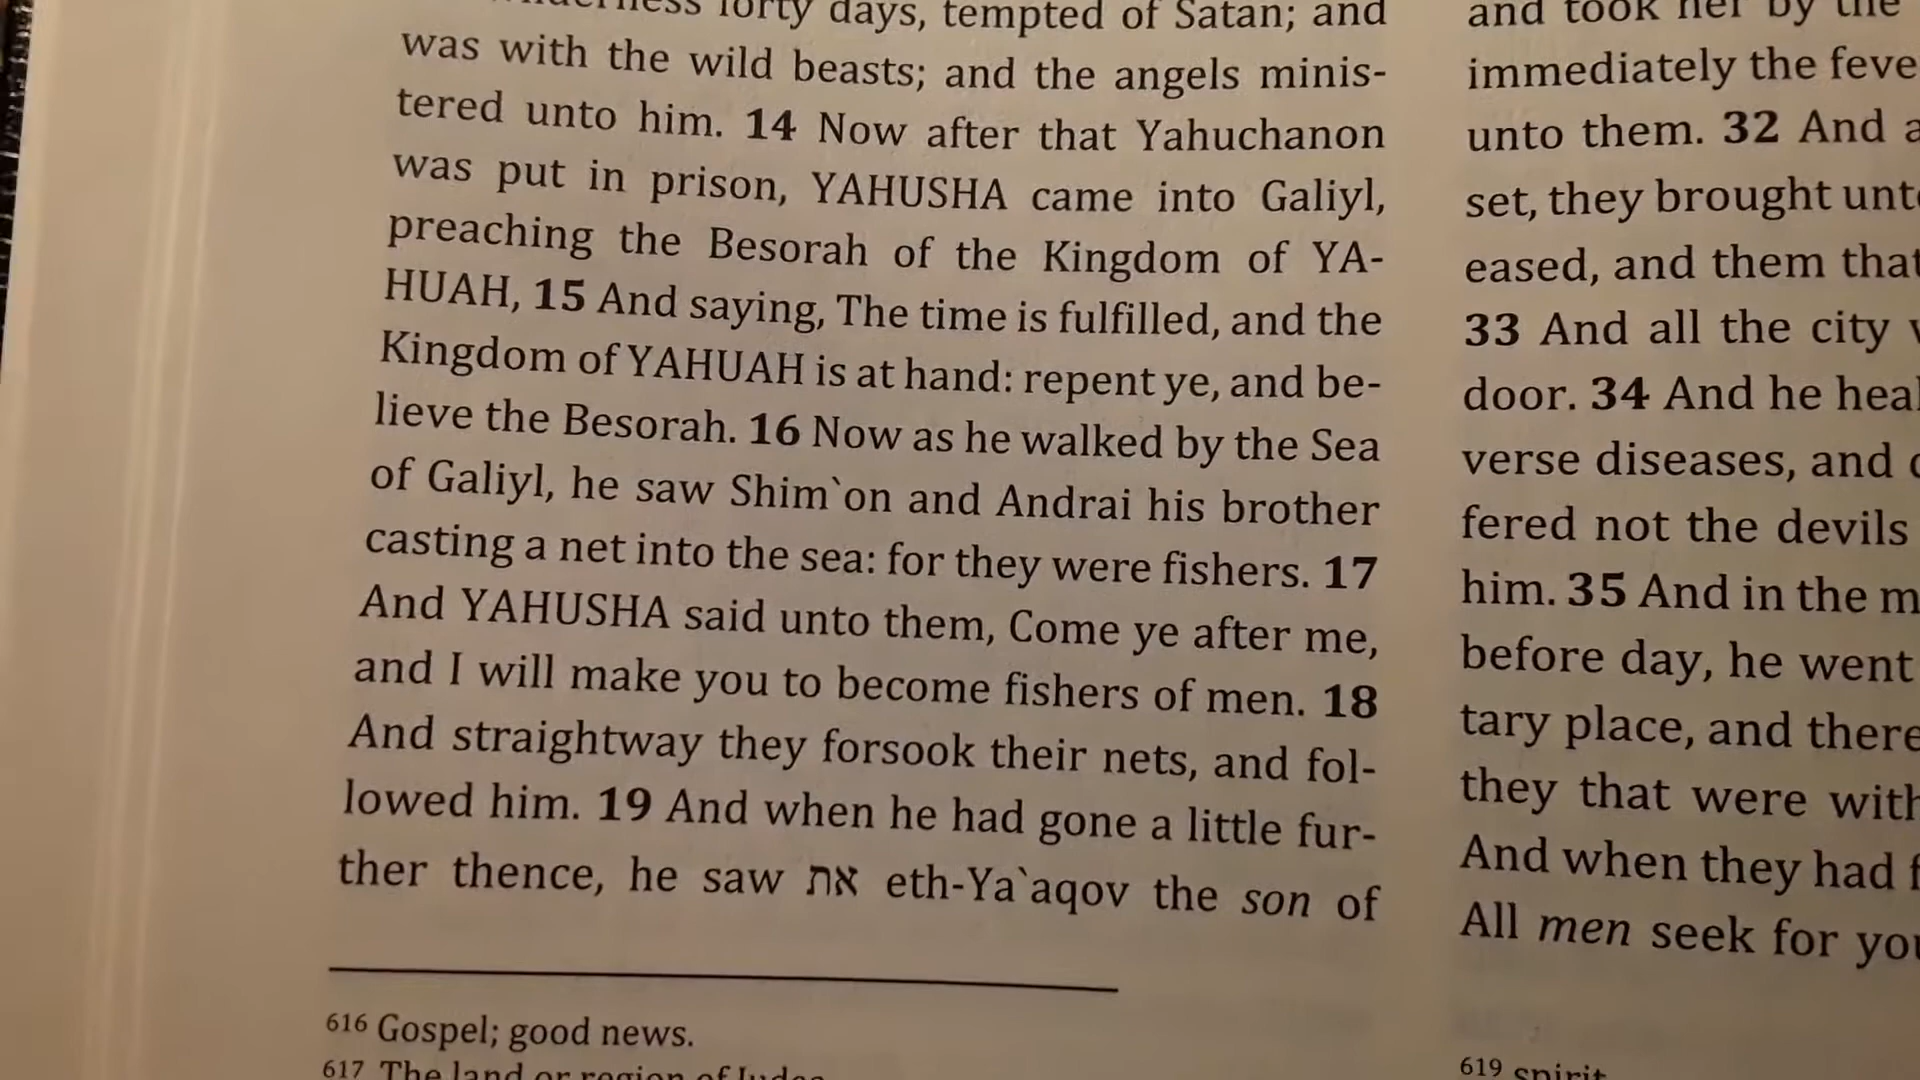 forty days, tempted of Satan; and
was with the wild beasts; and the angels minis-
tered unto him. 14 Now after that Yahuchanon
was put in prison, YAHUSHA came into Galiyl,
preaching the Besorah of the Kingdom of YA-
HUAH, 15 And saying, The time is fulfilled, and the
Kingdom of YAHUAH is at hand: repent ye, and be-
lieve the Besorah. 16 Now as he walked by the Sea
of Galiyl, he saw Shim`on and Andrai his brother
casting a net into the sea: for they were fishers. 17
And YAHUSHA said unto them, Come ye after me,
and I will make you to become fishers of men. 18
And straightway they forsook their nets, and fol-
lowed him. 19 And when he had gone a little fur-
ther thence, he saw את eth-Ya`aqov the son of
616 Gospel; good news.
617 The land or region of Judea
and took her by the
immediately the feve
unto them. 32 And a
set, they brought unto
eased, and them that
33 And all the city
door. 34 And he heal
verse diseases, and
fered not the devils
him. 35 And in the m
before day, he went
tary place, and there
they that were with
And when they had f
All men seek for you
619 spirit